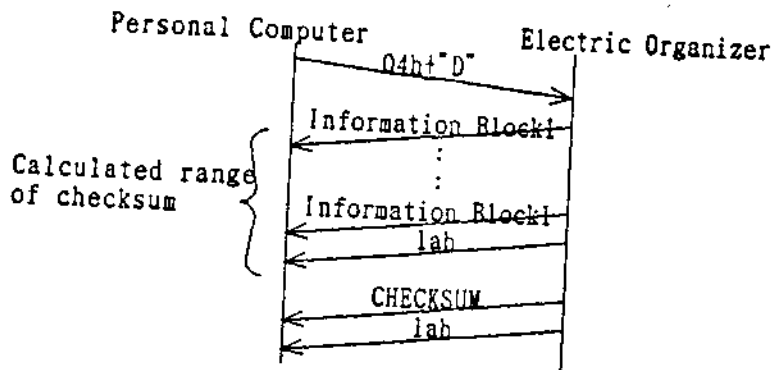 Personal Computer
Electric Organizer
04h+"D"
Information Block1
Calculated range
of checksum
Information Block1
1ah
CHECKSUM
1ah